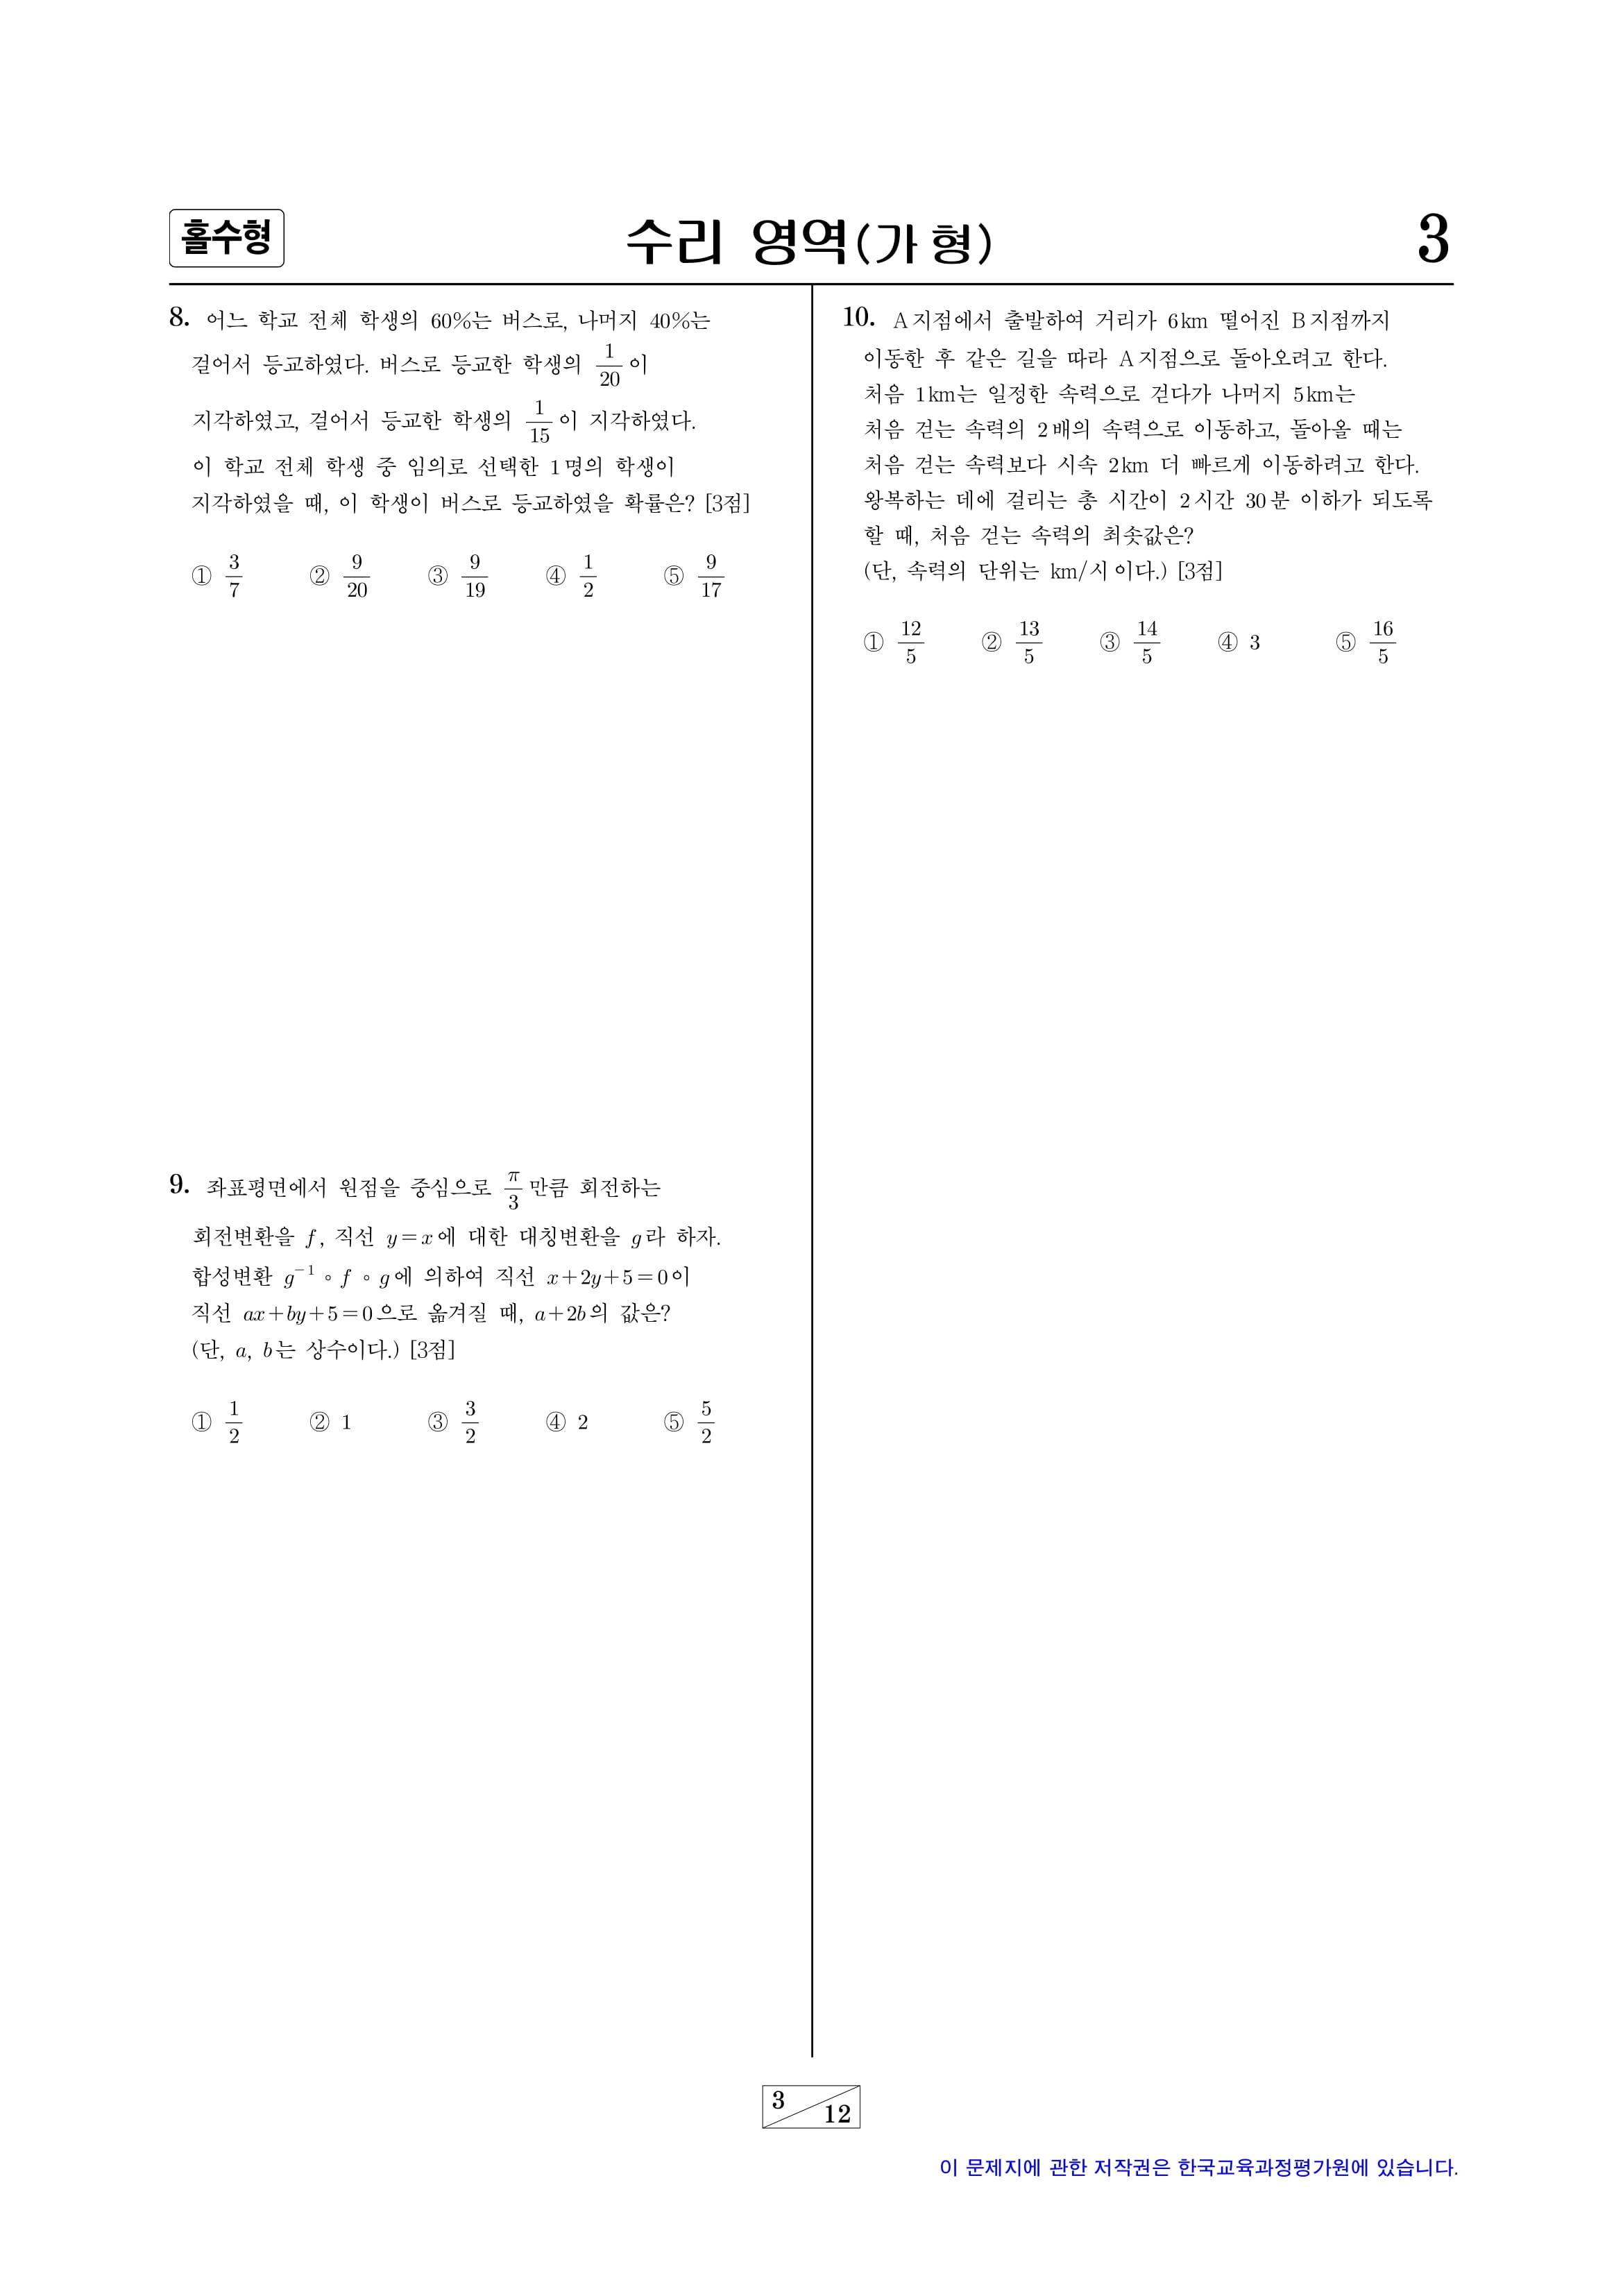 홀수형
수리 영역(가 형)
3
8. 어느 학교 전체 학생의 60%는 버스로, 나머지 40%는
걸어서 등교하였다. 버스로 등교한 학생의 1/20 이
지각하였고, 걸어서 등교한 학생의 1/15 이 지각하였다.
이 학교 전체 학생 중 임의로 선택한 1명의 학생이
지각하였을 때, 이 학생이 버스로 등교하였을 확률은? [3점]
① 3/7 ② 9/20 ③ 9/19 ④ 1/2 ⑤ 9/17
9. 좌표평면에서 원점을 중심으로 π/3 만큼 회전하는
회전변환을 f, 직선 y=x에 대한 대칭변환을 g라 하자.
합성변환 g⁻¹∘f∘g에 의하여 직선 x+2y+5=0이
직선 ax+by+5=0으로 옮겨질 때, a+2b의 값은?
(단, a, b는 상수이다.) [3점]
① 1/2 ② 1 ③ 3/2 ④ 2 ⑤ 5/2
10. A지점에서 출발하여 거리가 6km 떨어진 B지점까지
이동한 후 같은 길을 따라 A지점으로 돌아오려고 한다.
처음 1km는 일정한 속력으로 걷다가 나머지 5km는
처음 걷는 속력의 2배의 속력으로 이동하고, 돌아올 때는
처음 걷는 속력보다 시속 2km 더 빠르게 이동하려고 한다.
왕복하는 데에 걸리는 총 시간이 2시간 30분 이하가 되도록
할 때, 처음 걷는 속력의 최솟값은?
(단, 속력의 단위는 km/시이다.) [3점]
① 12/5 ② 13/5 ③ 14/5 ④ 3 ⑤ 16/5
3
12
이 문제지에 관한 저작권은 한국교육과정평가원에 있습니다.